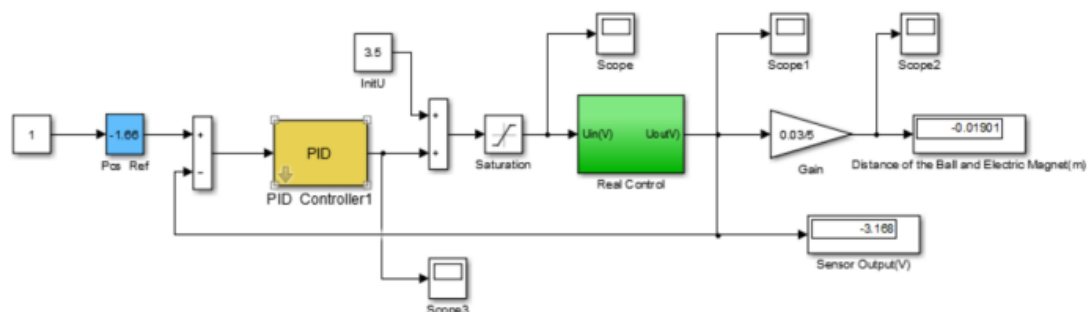 3.5
InitU
Scope
Scope1
Scope2
1
-1.66
Pos Ref
+
-
PID
PID Controller1
+
+
Saturation
Uin(V)
UoutV)
Real Control
0.03/5
Gain
-0.01901
Distance of the Ball and Electric Magnet(m)
-3.168
Sensor Output(V)
Scope3